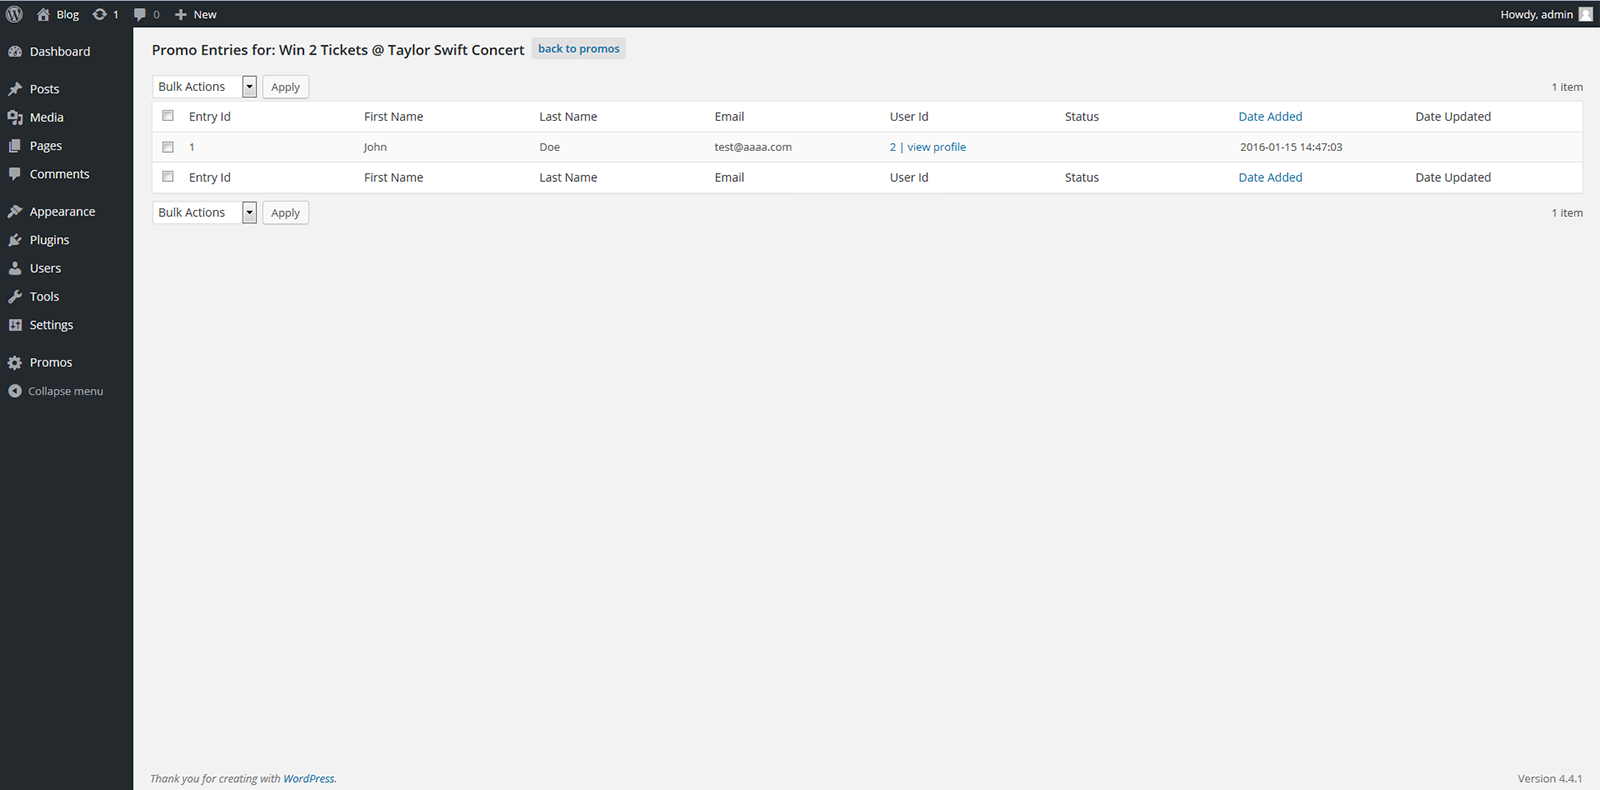 Blog 1 0 New Howdy, admin
Dashboard
Posts
Media
Pages
Comments
Appearance
Plugins
Users
Tools
Settings
Promos
Collapse menu
Promo Entries for: Win 2 Tickets @ Taylor Swift Concert back to promos
Bulk Actions Apply 1 item
Entry Id First Name Last Name Email User Id Status Date Added Date Updated
1 John Doe test@aaaa.com 2 | view profile 2016-01-15 14:47:03
Entry Id First Name Last Name Email User Id Status Date Added Date Updated
Bulk Actions Apply 1 item
Thank you for creating with WordPress. Version 4.4.1